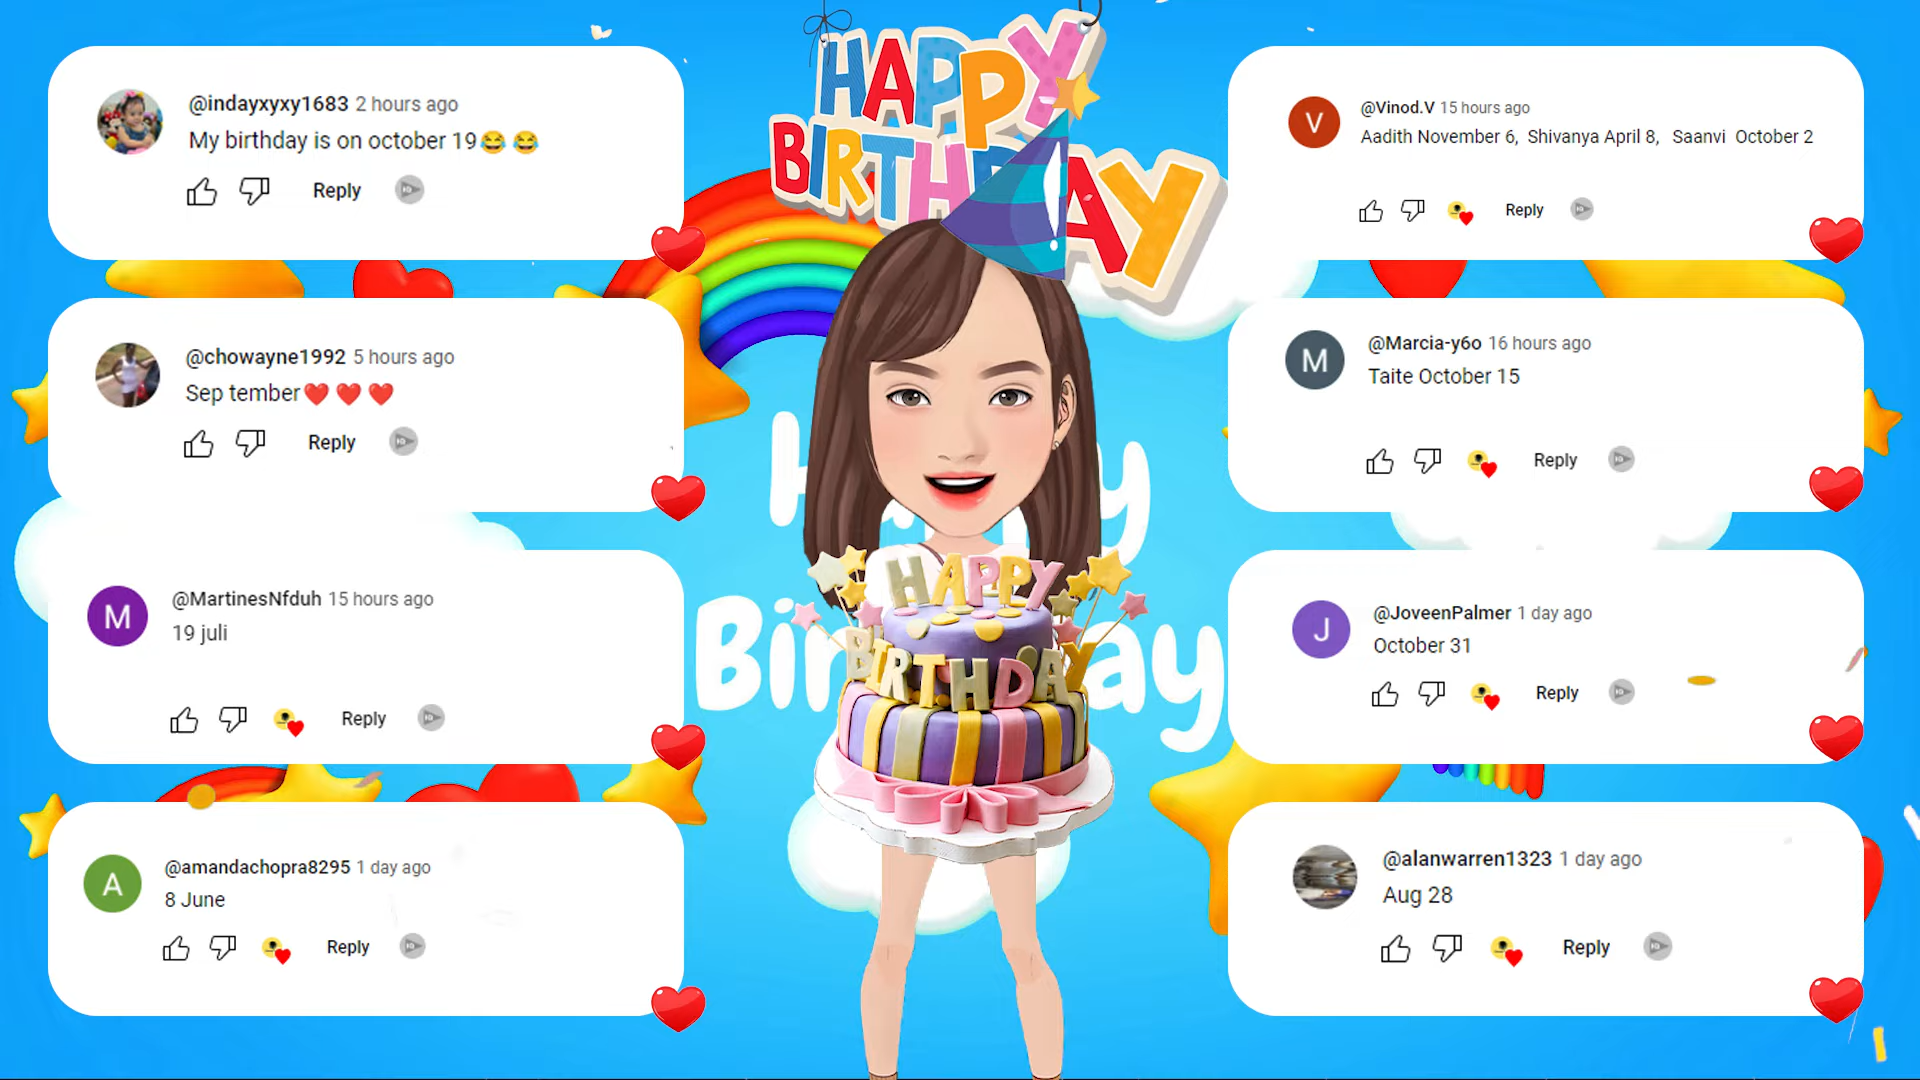 @indayxyxy1683 2 hours ago
My birthday is on october 19😂 😂
Reply
@chowayne1992 5 hours ago
Sep tember❤️ ❤️ ❤️
Reply
@MartinesNfduh 15 hours ago
19 juli
Reply
@amandachopra8295 1 day ago
8 June
Reply
HAPPY
BIRTHDAY
HAPPY
BIRTHDAY
@Vinod.V 15 hours ago
Aadith November 6, Shivanya April 8, Saanvi October 2
Reply
@Marcia-y6o 16 hours ago
Taite October 15
Reply
@JoveenPalmer 1 day ago
October 31
Reply
@alanwarren1323 1 day ago
Aug 28
Reply
V
M
M
J
A